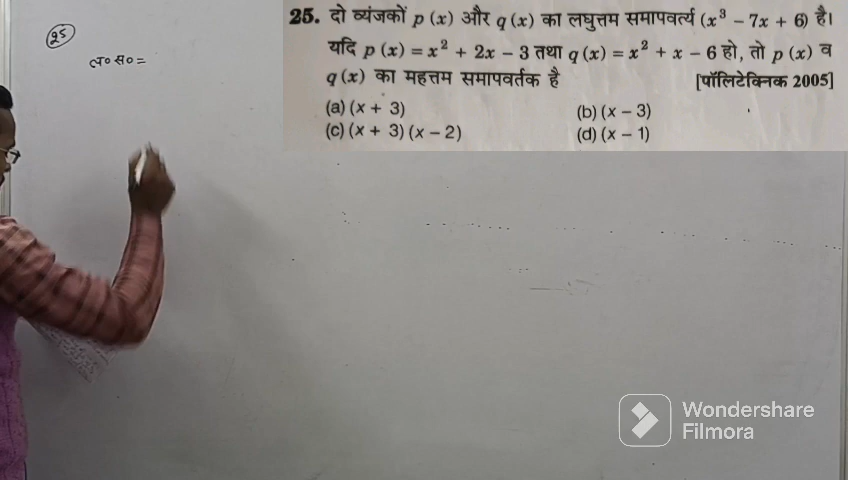 25
ल० स० =
25. दो व्यंजकों p (x) और q (x) का लघुत्तम समापवर्त्य (x³ − 7x + 6) है।
यदि p (x) = x² + 2x − 3 तथा q (x) = x² + x − 6 हो, तो p (x) व
q (x) का महत्तम समापवर्तक है [पॉलिटेक्निक 2005]
(a) (x + 3) (b) (x − 3)
(c) (x + 3) (x − 2) (d) (x − 1)
Wondershare
Filmora